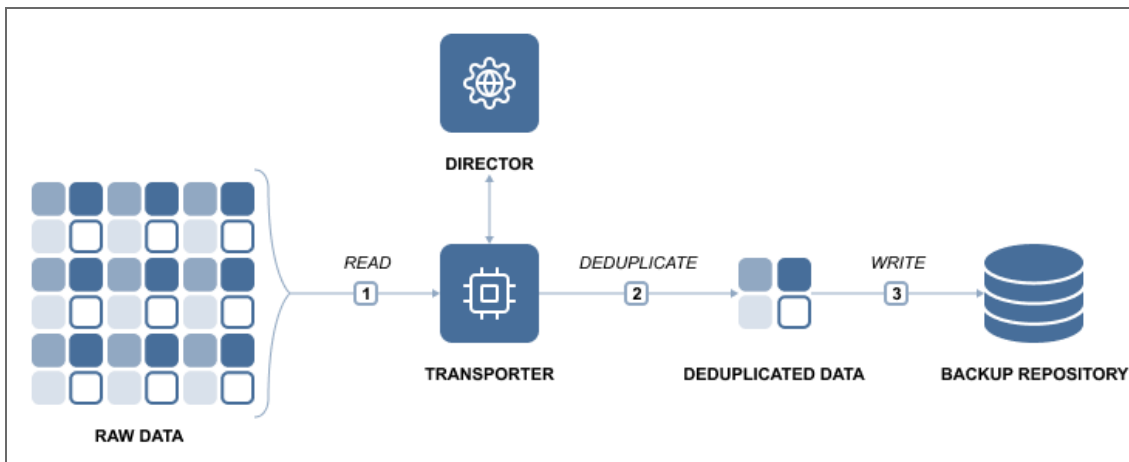 DIRECTOR
READ
1
TRANSPORTER
DEDUPLICATE
2
DEDUPLICATED DATA
WRITE
3
BACKUP REPOSITORY
RAW DATA